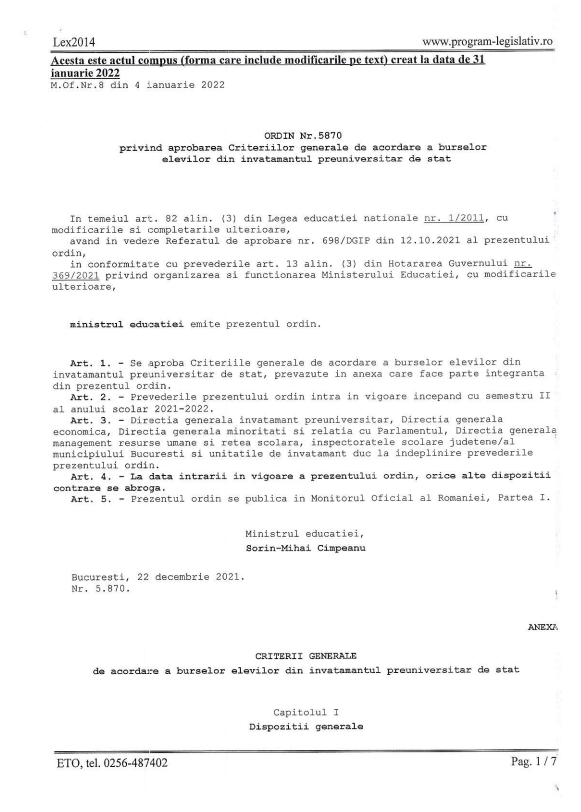 Lex2014 www.program-legislativ.ro
Acesta este actul compus (forma care include modificarile pe text) creat la data de 31
ianuarie 2022
M.Of.Nr.8 din 4 ianuarie 2022
ORDIN Nr.5870
privind aprobarea Criteriilor generale de acordare a burselor
elevilor din invatamantul preuniversitar de stat
In temeiul art. 82 alin. (3) din Legea educatiei nationale nr. 1/2011, cu
modificarile si completarile ulterioare,
avand in vedere Referatul de aprobare nr. 698/DGIP din 12.10.2021 al prezentului
ordin,
in conformitate cu prevederile art. 13 alin. (3) din Hotararea Guvernului nr.
369/2021 privind organizarea si functionarea Ministerului Educatiei, cu modificarile
ulterioare,
ministrul educatiei emite prezentul ordin.
Art. 1. - Se aproba Criteriile generale de acordare a burselor elevilor din
invatamantul preuniversitar de stat, prevazute in anexa care face parte integranta
din prezentul ordin.
Art. 2. - Prevederile prezentului ordin intra in vigoare incepand cu semestru II
al anului scolar 2021-2022.
Art. 3. - Directia generala invatamant preuniversitar, Directia generala
economica, Directia generala minoritati si relatia cu Parlamentul, Directia generala
management resurse umane si retea scolara, inspectoratele scolare judetene/al
municipiului Bucuresti si unitatile de invatamant duc la indeplinire prevederile
prezentului ordin.
Art. 4. - La data intrarii in vigoare a prezentului ordin, orice alte dispozitii
contrare se abroga.
Art. 5. - Prezentul ordin se publica in Monitorul Oficial al Romaniei, Partea I.
Ministrul educatiei,
Sorin-Mihai Cimpeanu
Bucuresti, 22 decembrie 2021.
Nr. 5.870.
ANEXA
CRITERII GENERALE
de acordare a burselor elevilor din invatamantul preuniversitar de stat
Capitolul I
Dispozitii generale
ETO, tel. 0256-487402 Pag. 1 / 7